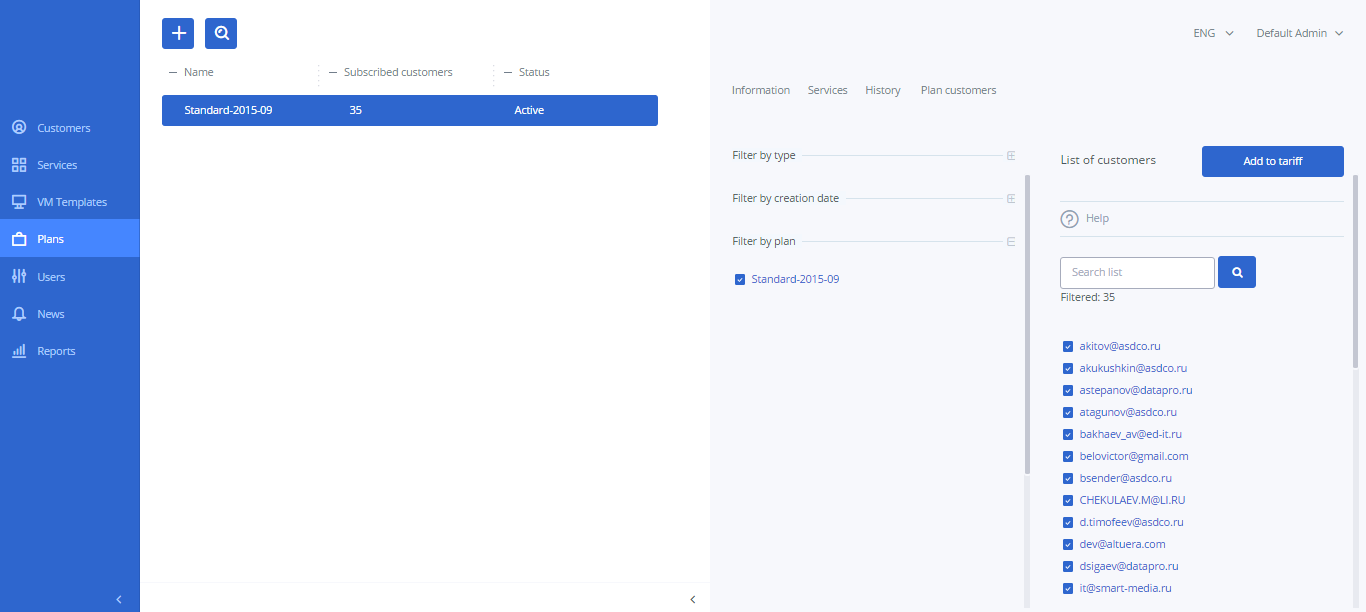 Customers
Services
VM Templates
Plans
Users
News
Reports
Name Subscribed customers Status
Standard-2015-09 35 Active
ENG Default Admin
Information Services History Plan customers
Filter by type
Filter by creation date
Filter by plan
Standard-2015-09
List of customers Add to tariff
Help
Search list
Filtered: 35
akitov@asdco.ru
akukushkin@asdco.ru
astepanov@datapro.ru
atagunov@asdco.ru
bakhaev_av@ed-it.ru
belovictor@gmail.com
bsender@asdco.ru
CHEKULAEV.M@LI.RU
d.timofeev@asdco.ru
dev@altuera.com
dsigaev@datapro.ru
it@smart-media.ru